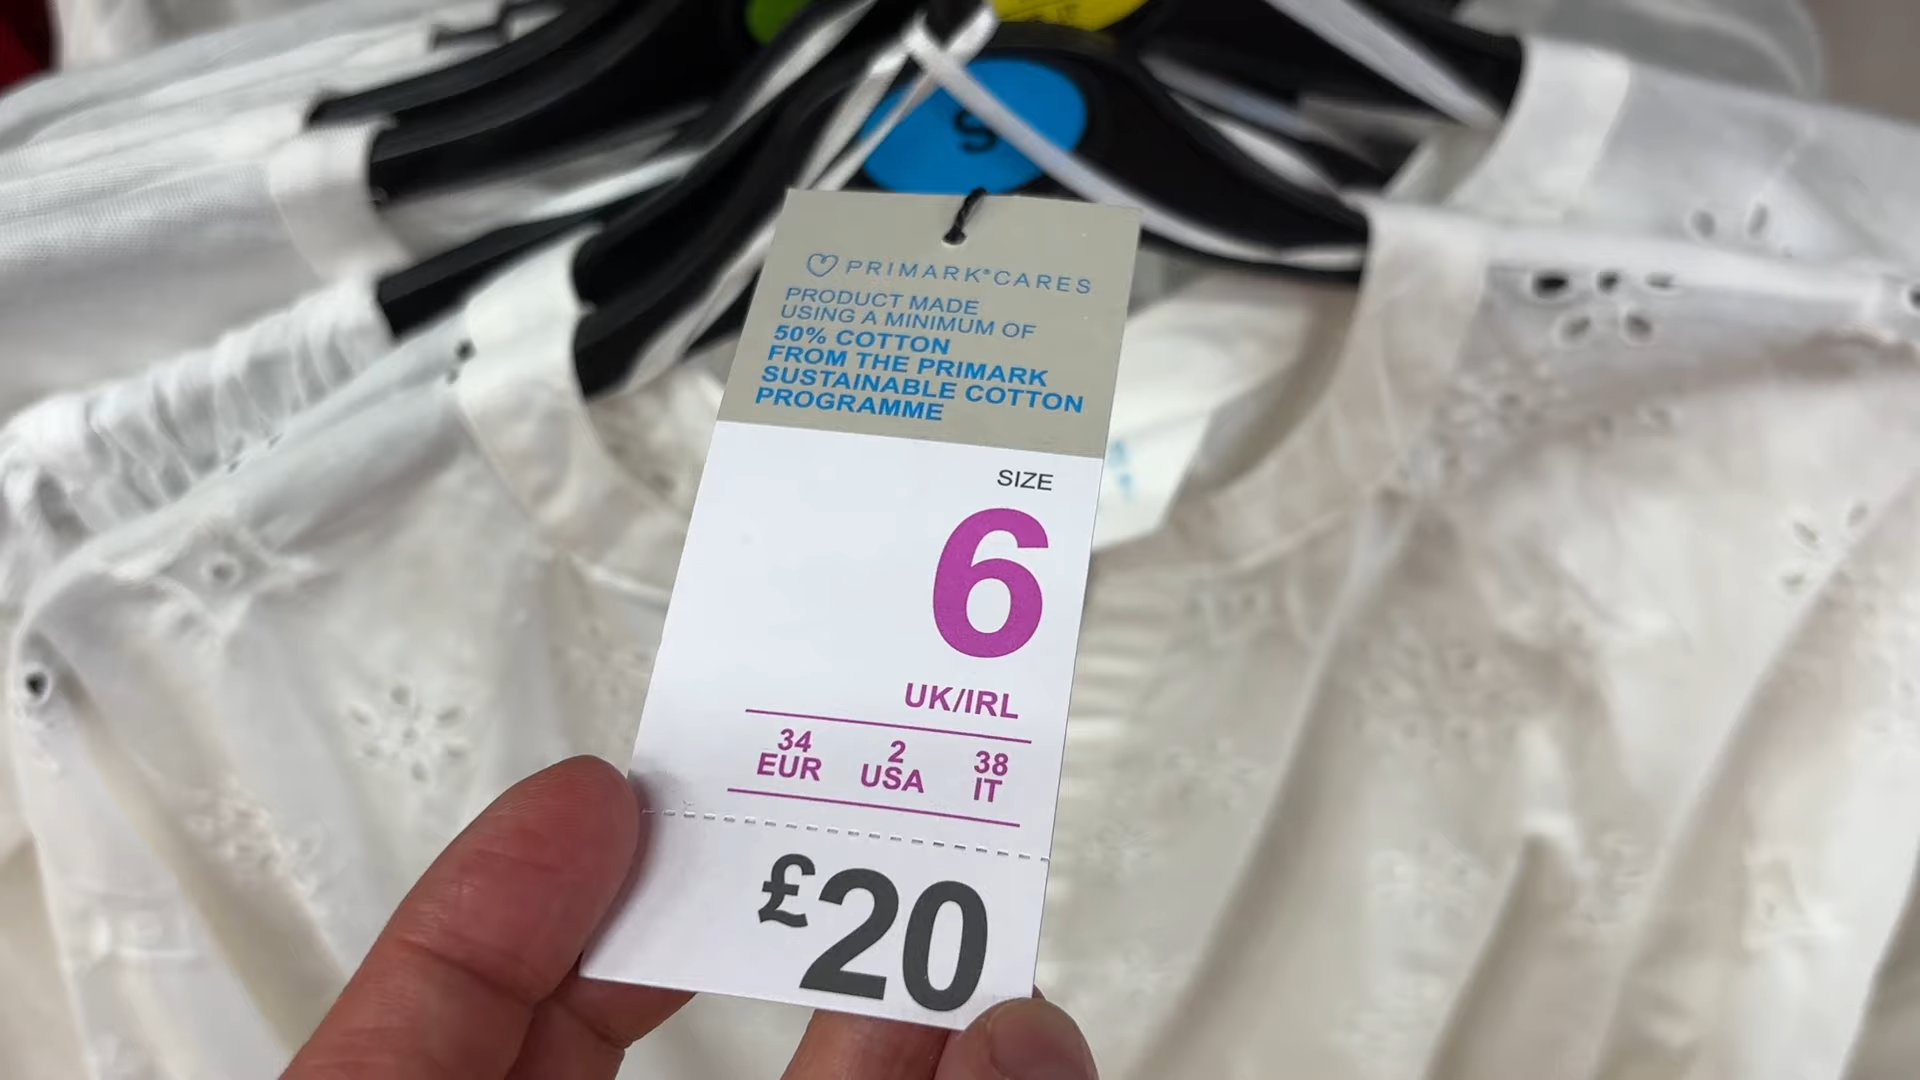 S
PRIMARK®CARES
PRODUCT MADE
USING A MINIMUM OF
50% COTTON
FROM THE PRIMARK
SUSTAINABLE COTTON
PROGRAMME
SIZE
6
UK/IRL
34 2 38
EUR USA IT
£20